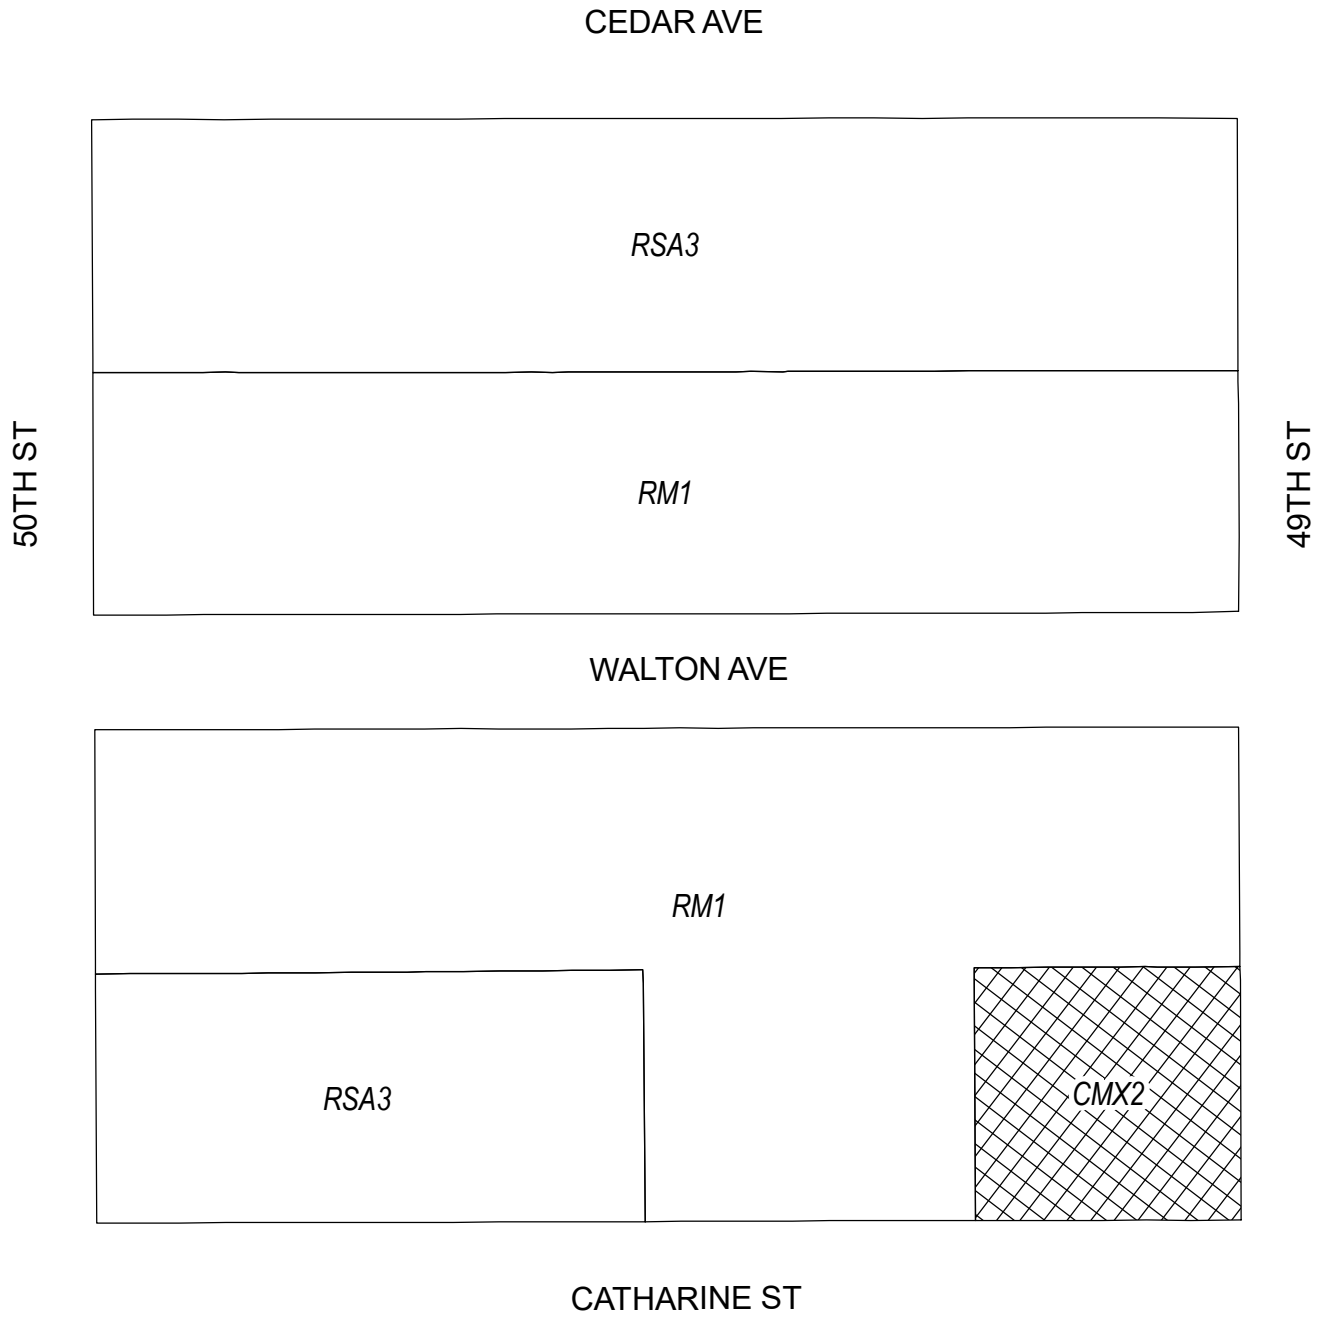 CEDAR AVE
RSA3
50TH ST
RM1
49TH ST
WALTON AVE
RM1
RSA3
CMX2
CATHARINE ST